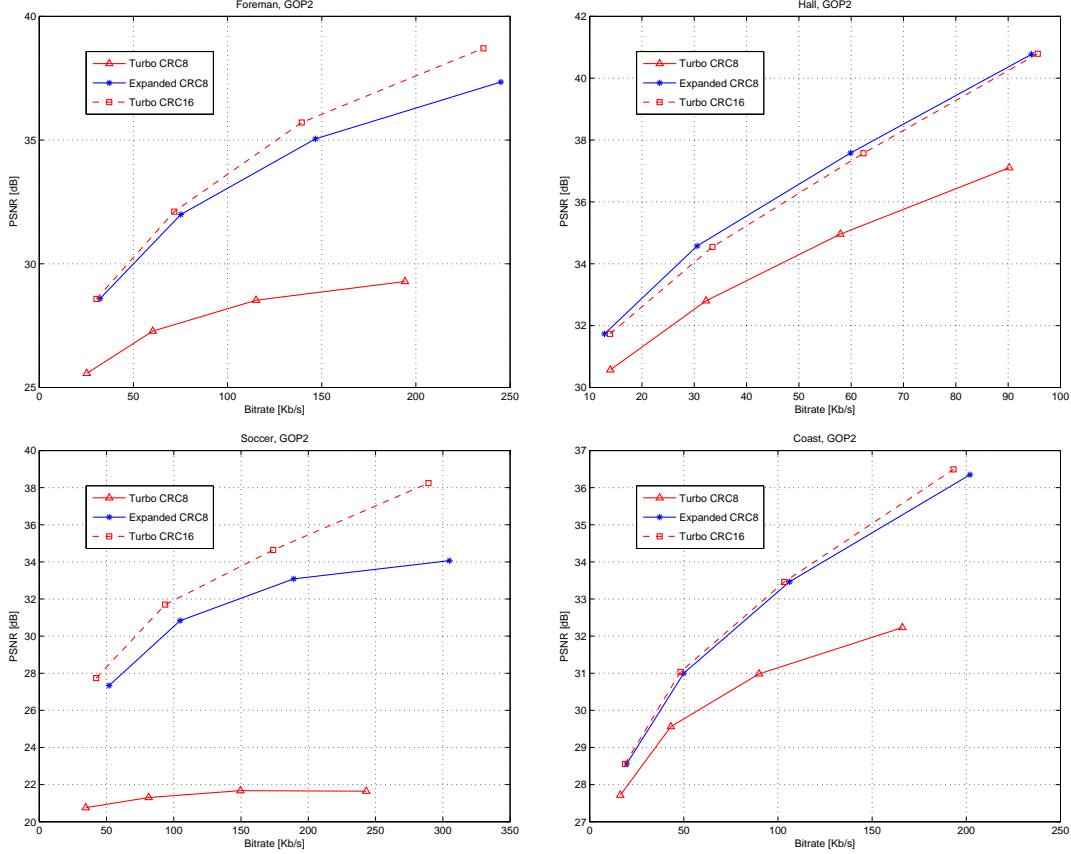 Foreman, GOP2
40
35
30
25
PSNR [dB]
Turbo CRC8
Expanded CRC8
Turbo CRC16
0 50 100 150 200 250
Bitrate [Kb/s]
Hall, GOP2
42
40
38
36
34
32
30
PSNR [dB]
Turbo CRC8
Expanded CRC8
Turbo CRC16
10 20 30 40 50 60 70 80 90 100
Bitrate [Kb/s]
Soccer, GOP2
40
38
36
34
32
30
28
26
24
22
20
PSNR [dB]
Turbo CRC8
Expanded CRC8
Turbo CRC16
0 50 100 150 200 250 300 350
Bitrate [Kb/s]
Coast, GOP2
37
36
35
34
33
32
31
30
29
28
27
PSNR [dB]
Turbo CRC8
Expanded CRC8
Turbo CRC16
0 50 100 150 200 250
Bitrate [Kb/s]